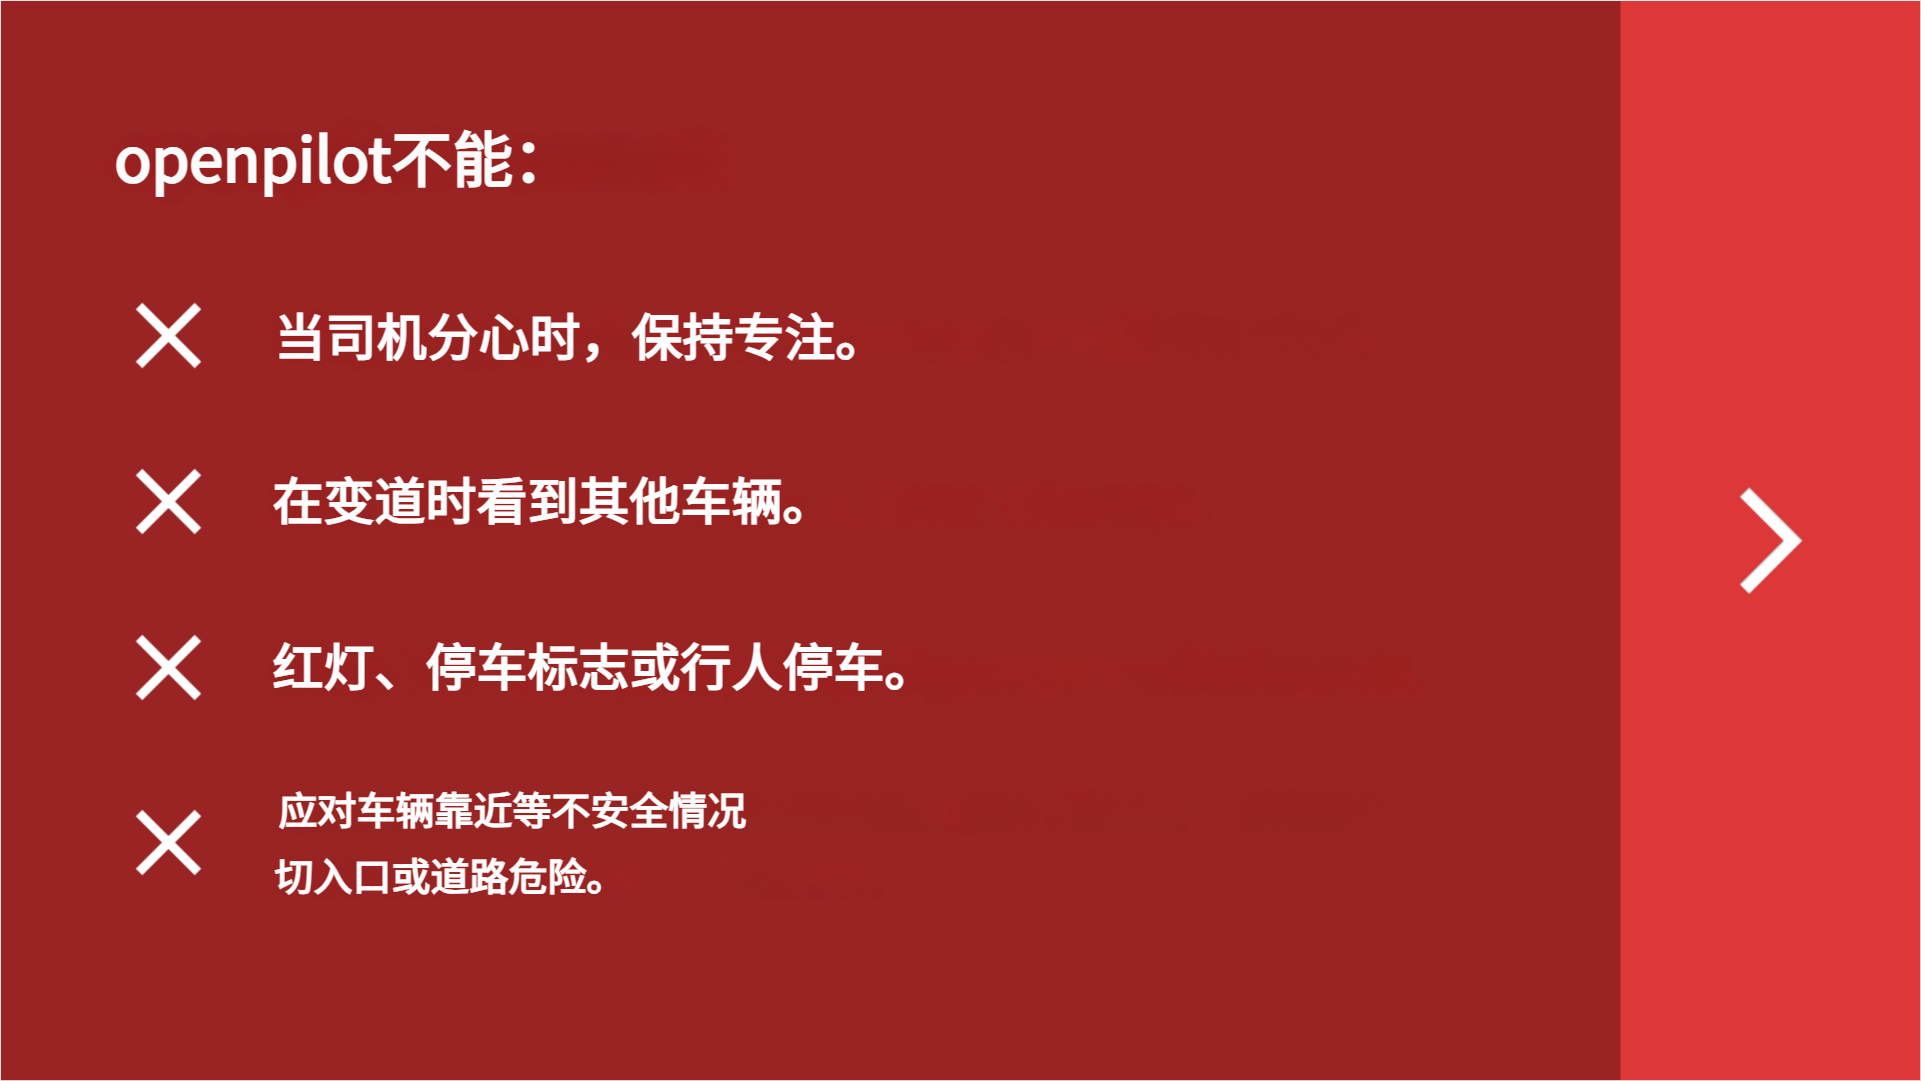 openpilot不能：
当司机分心时，保持专注。
在变道时看到其他车辆。
红灯、停车标志或行人停车。
应对车辆靠近等不安全情况
切入口或道路危险。